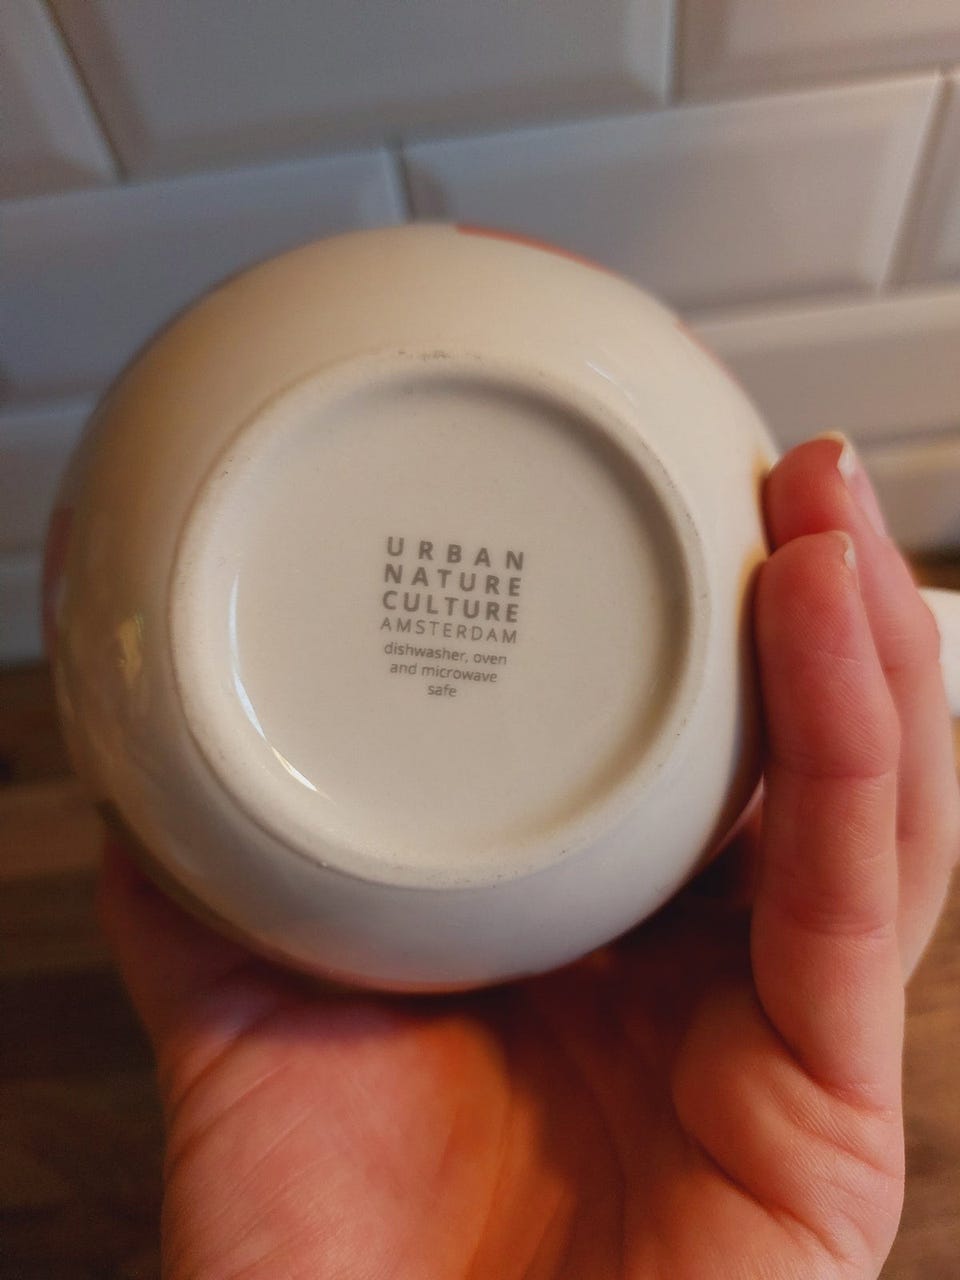 URBAN
NATURE
CULTURE
AMSTERDAM
dishwasher, oven
and microwave
safe